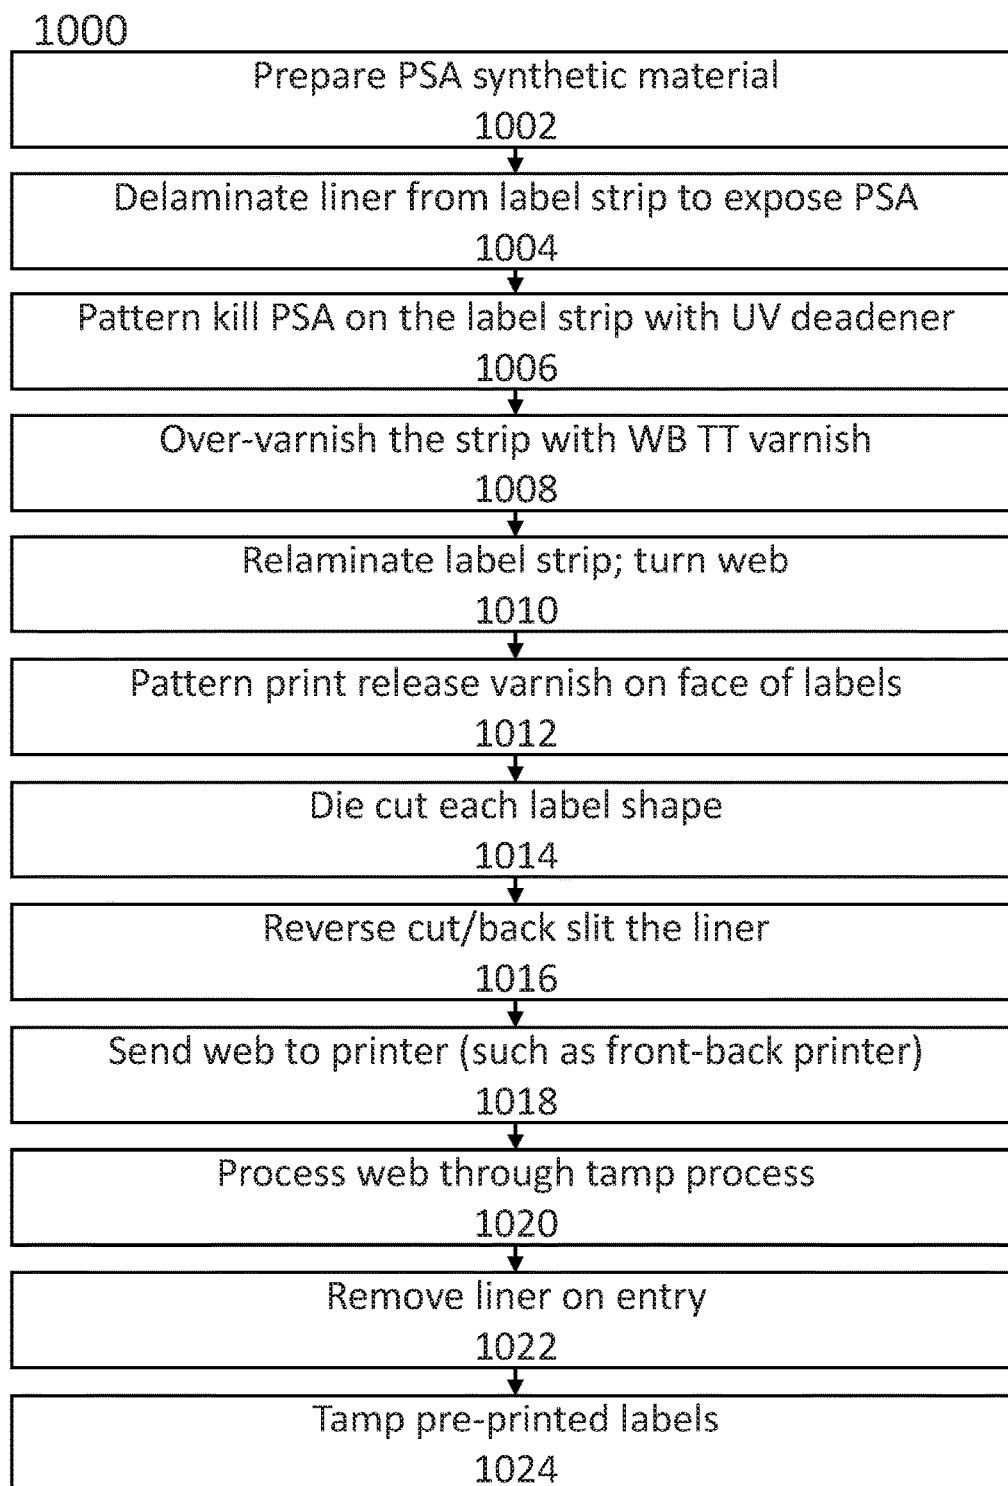 1000
Prepare PSA synthetic material
1002
Delaminate liner from label strip to expose PSA
1004
Pattern kill PSA on the label strip with UV deadener
1006
Over-varnish the strip with WB TT varnish
1008
Relaminate label strip; turn web
1010
Pattern print release varnish on face of labels
1012
Die cut each label shape
1014
Reverse cut/back slit the liner
1016
Send web to printer (such as front-back printer)
1018
Process web through tamp process
1020
Remove liner on entry
1022
Tamp pre-printed labels
1024